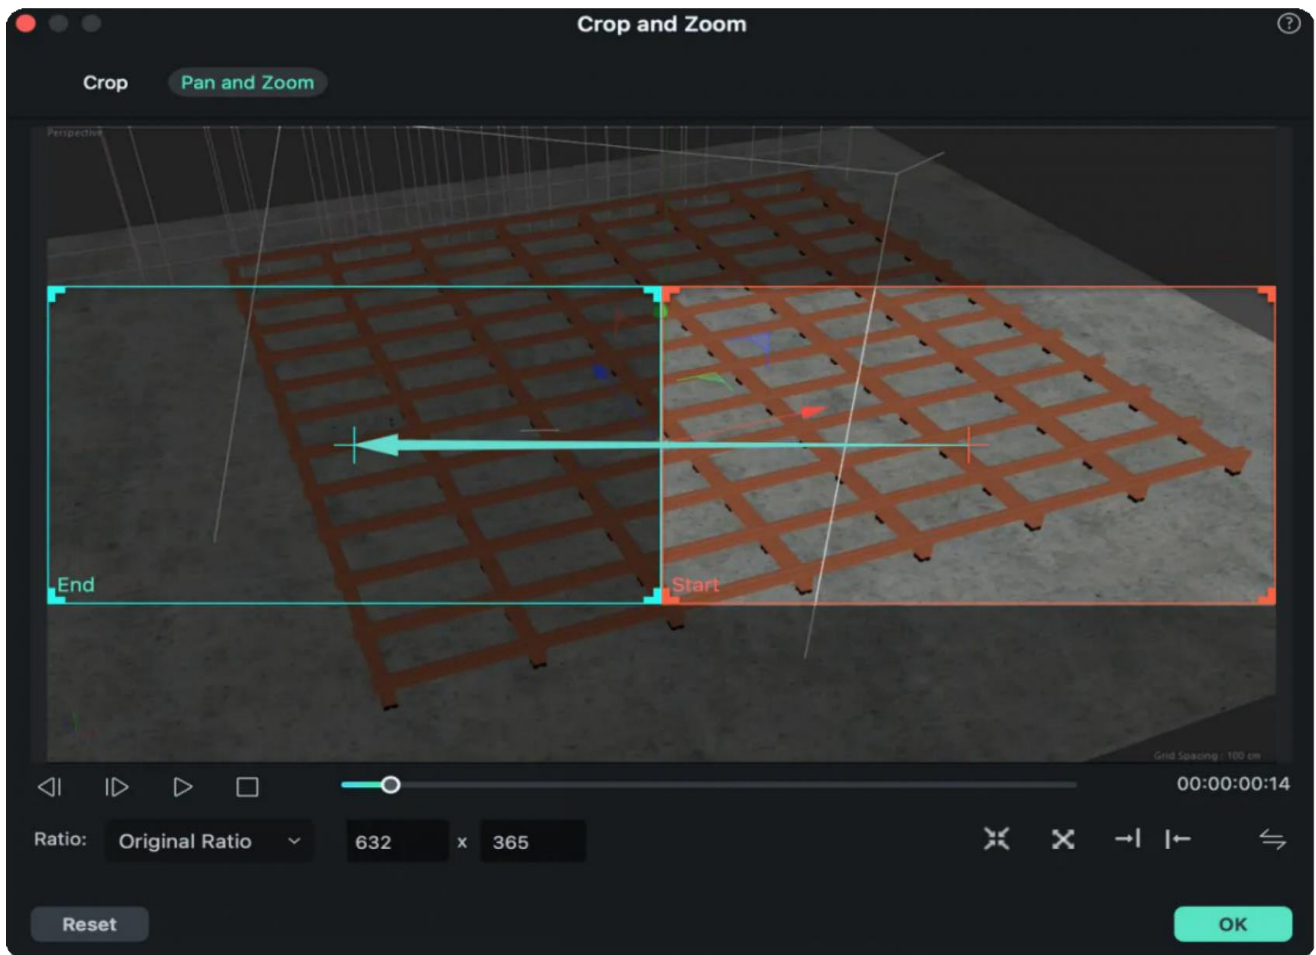 Crop and Zoom
?
Crop
Pan and Zoom
Perspective
End
Start
Grid Spacing : 100 cm
00:00:00:14
Ratio:
Original Ratio
632
x
365
Reset
OK